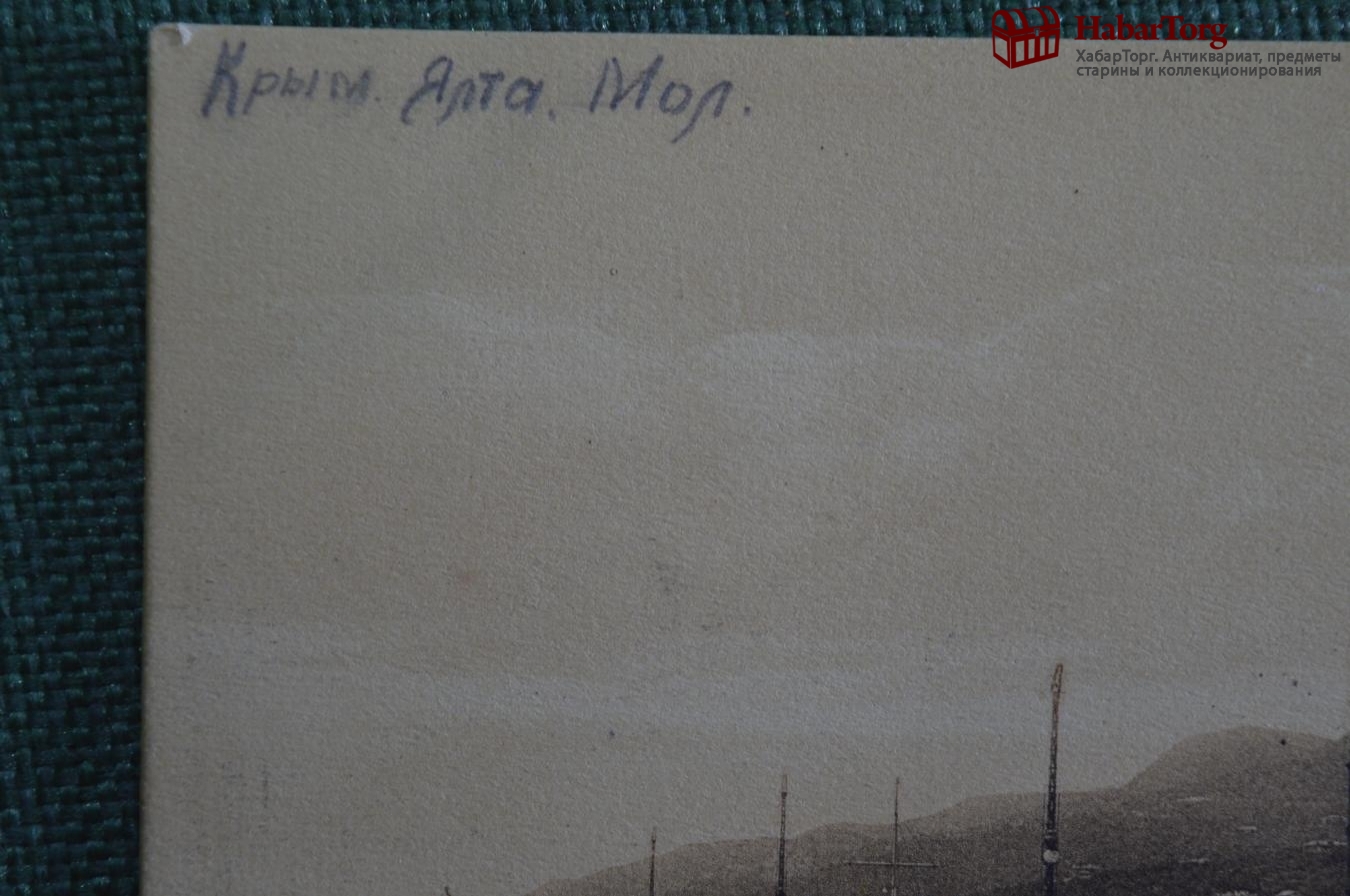 Крым. Ялта. Мол.
HabarTorg
ХабарТорг. Антиквариат, предметы
старины и коллекционирования